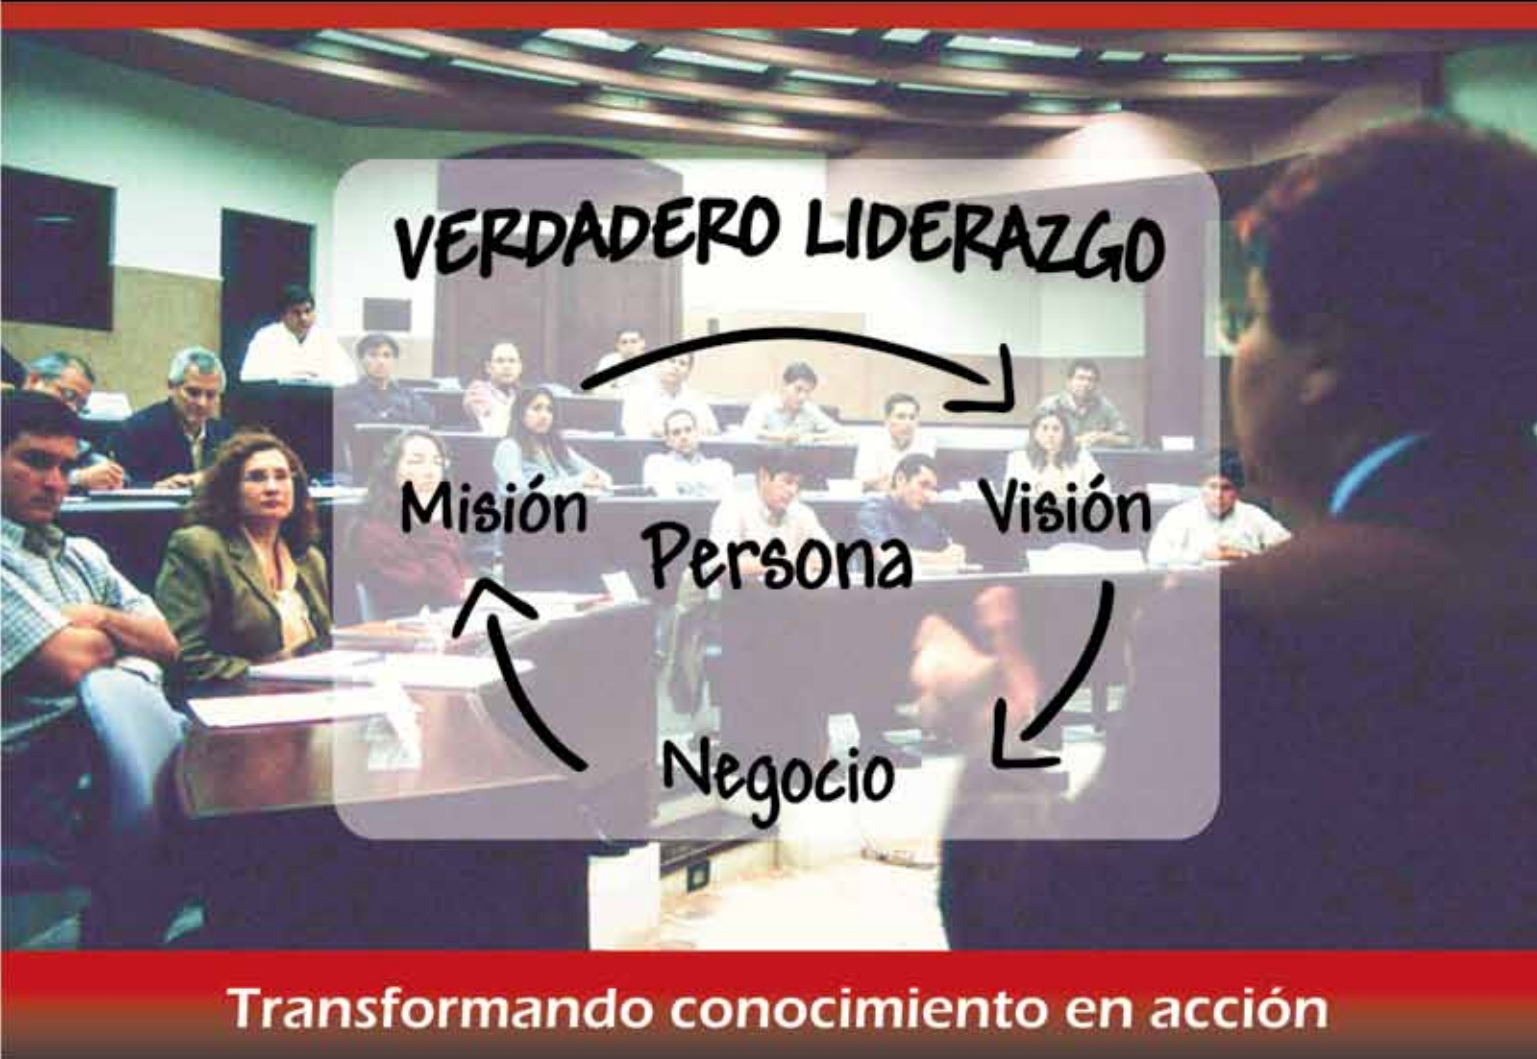 VERDADERO LIDERAZGO
Misión
Visión
Persona
Negocio
Transformando conocimiento en acción